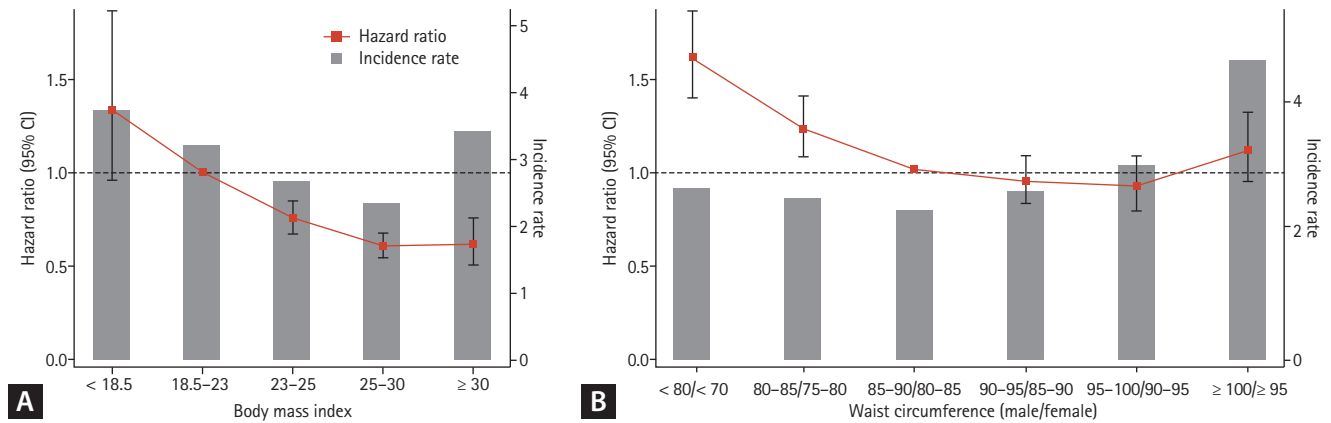 Hazard ratio
Incidence rate
Hazard ratio (95% CI)
1.5
1.0
0.5
0.0
5
4
3
2
1
0
Incidence rate
< 18.5
18.5–23
23–25
25–30
≥ 30
Body mass index
A
Hazard ratio (95% CI)
1.5
1.0
0.5
0.0
4
2
0
Incidence rate
< 80/< 70
80–85/75–80
85–90/80–85
90–95/85–90
95–100/90–95
≥ 100/≥ 95
Waist circumference (male/female)
B